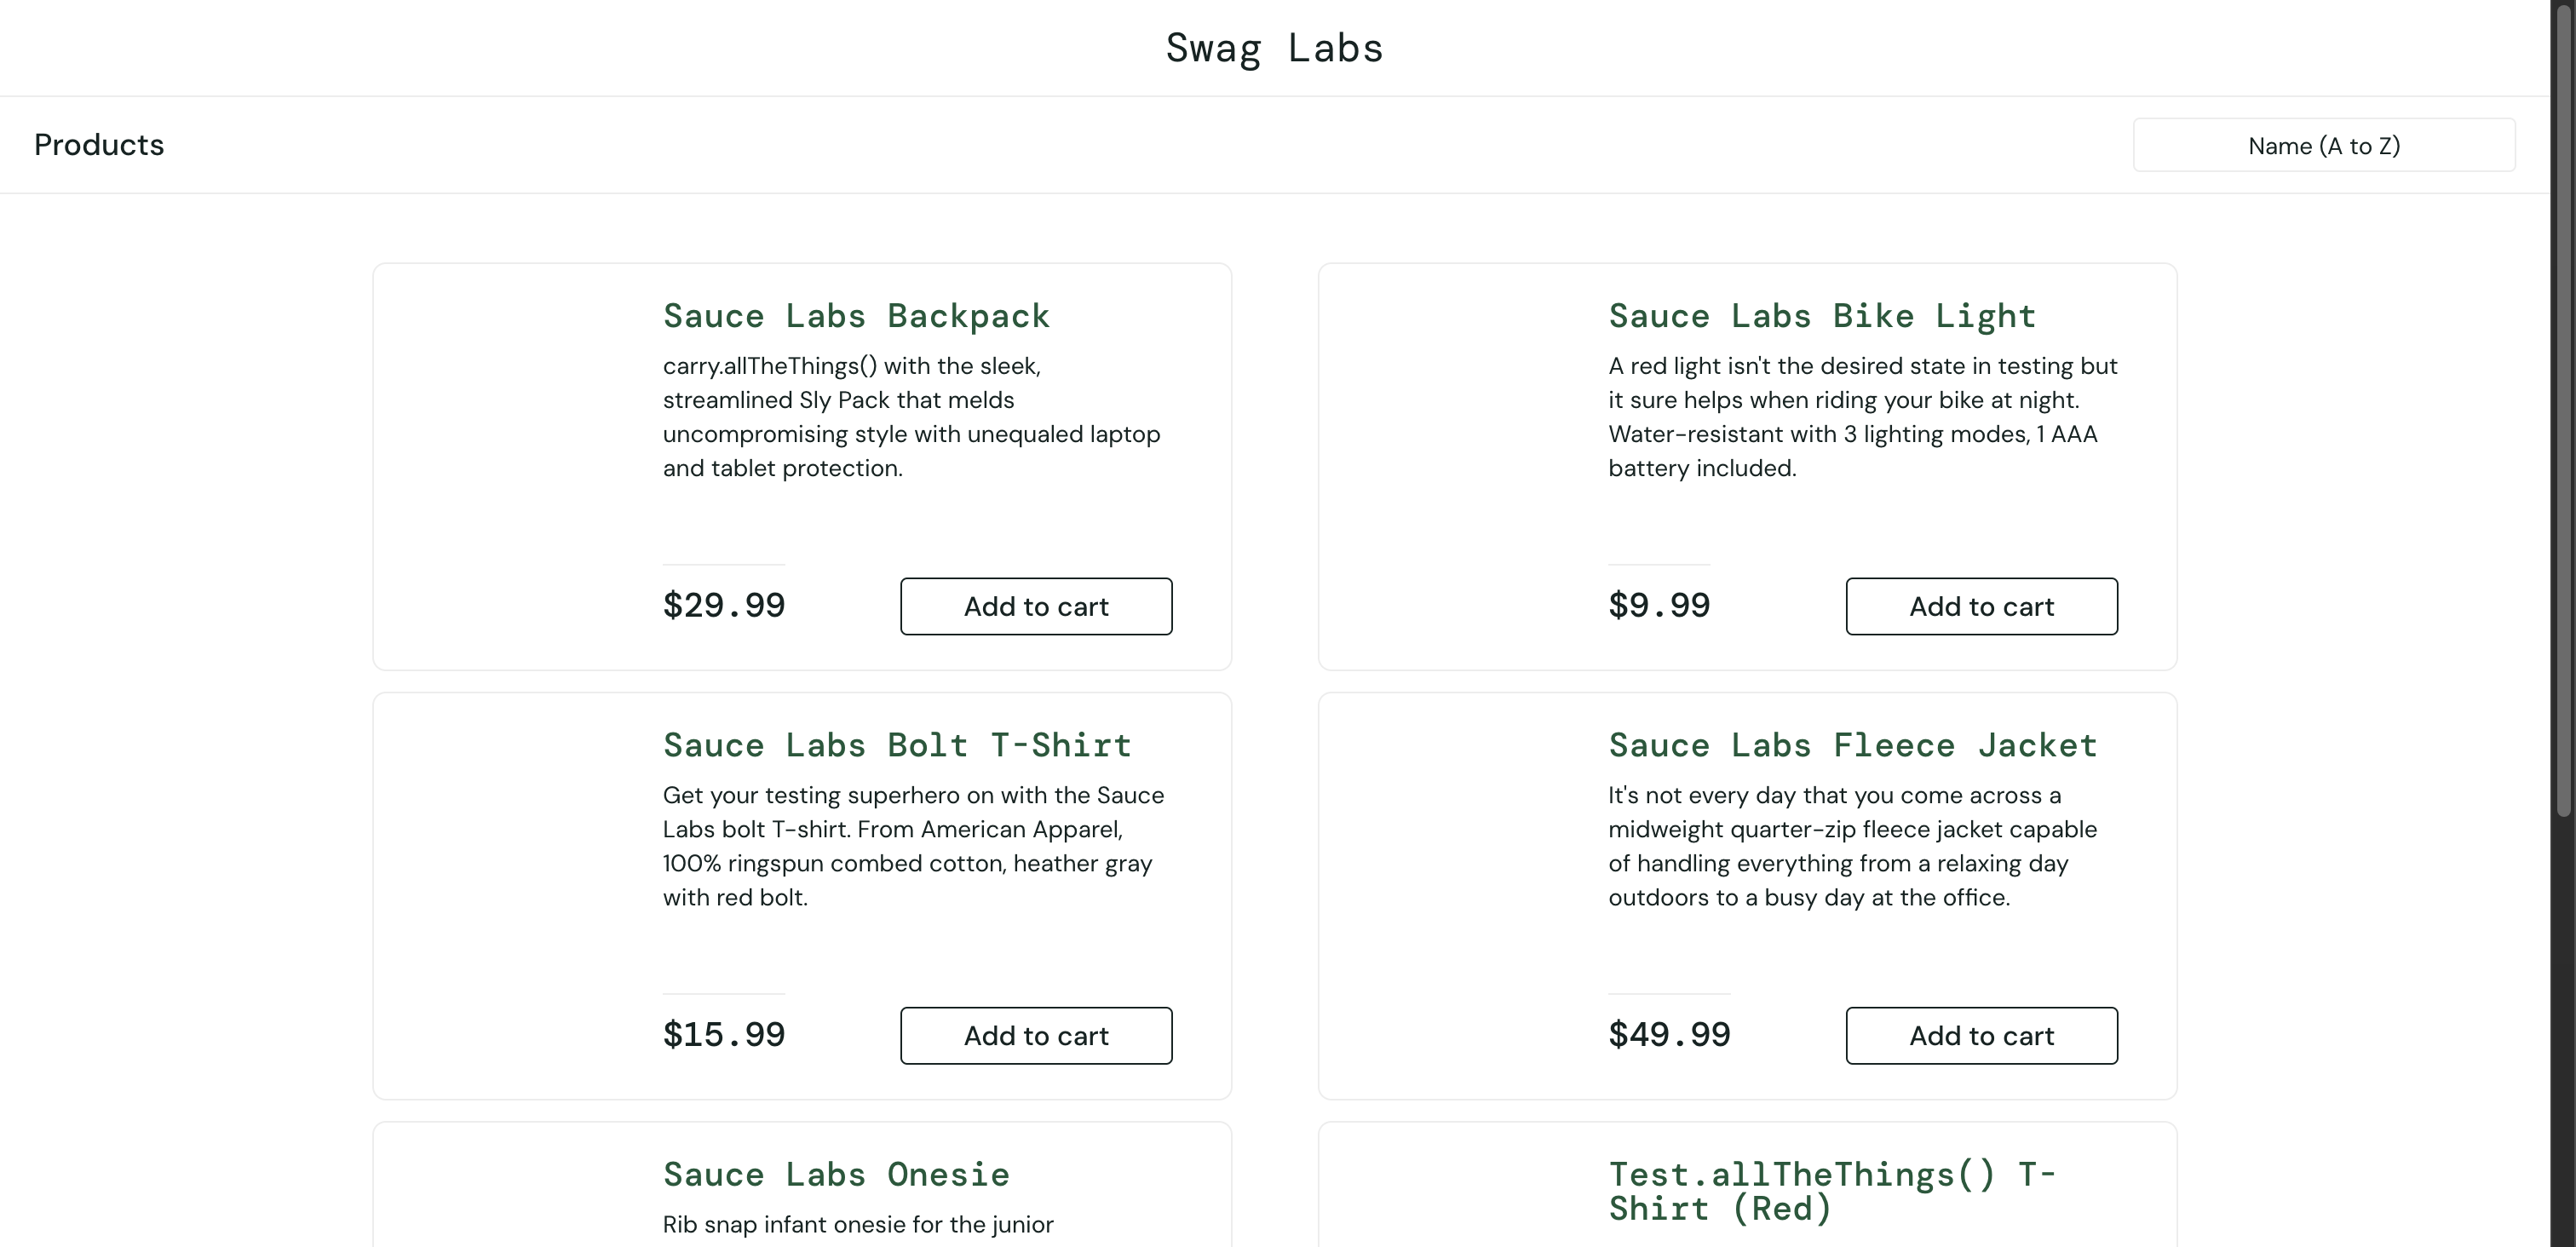 Swag Labs
Products
Name (A to Z)
Sauce Labs Backpack
carry.allTheThings() with the sleek,
streamlined Sly Pack that melds
uncompromising style with unequaled laptop
and tablet protection.
$29.99
Add to cart
Sauce Labs Bike Light
A red light isn't the desired state in testing but
it sure helps when riding your bike at night.
Water-resistant with 3 lighting modes, 1 AAA
battery included.
$9.99
Add to cart
Sauce Labs Bolt T-Shirt
Get your testing superhero on with the Sauce
Labs bolt T-shirt. From American Apparel,
100% ringspun combed cotton, heather gray
with red bolt.
$15.99
Add to cart
Sauce Labs Fleece Jacket
It's not every day that you come across a
midweight quarter-zip fleece jacket capable
of handling everything from a relaxing day
outdoors to a busy day at the office.
$49.99
Add to cart
Sauce Labs Onesie
Rib snap infant onesie for the junior
Test.allTheThings() T-
Shirt (Red)